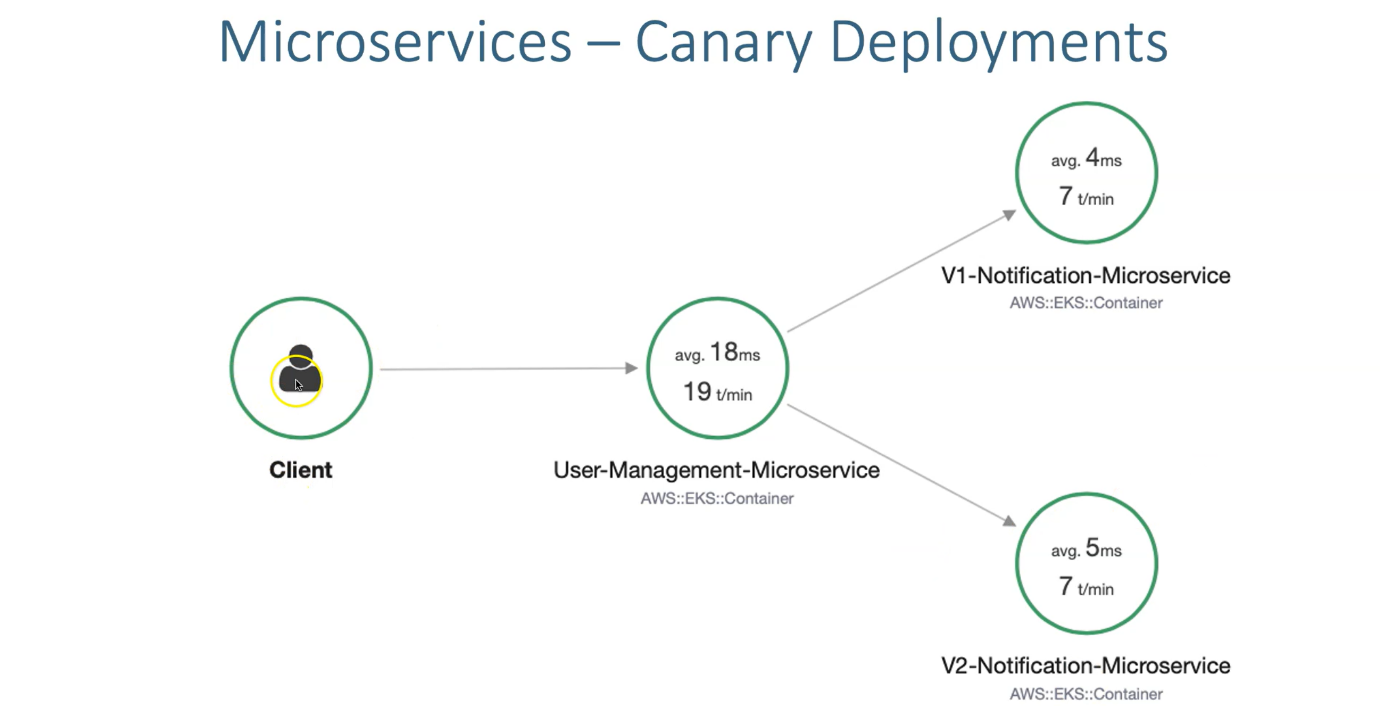 Microservices – Canary Deployments
avg. 4ms
7 t/min
V1-Notification-Microservice
AWS::EKS::Container
Client
avg. 18ms
19 t/min
User-Management-Microservice
AWS::EKS::Container
avg. 5ms
7 t/min
V2-Notification-Microservice
AWS::EKS::Container